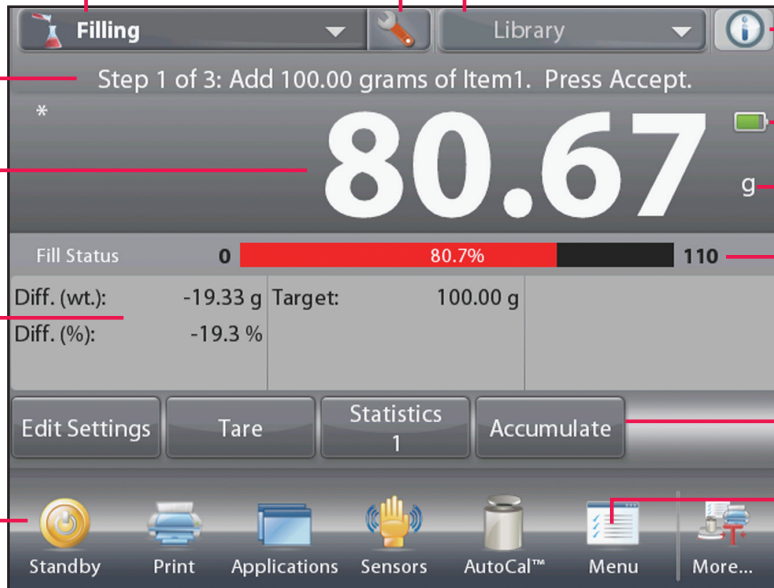 Filling Library
Step 1 of 3: Add 100.00 grams of Item1. Press Accept.
* 80.67
g
Fill Status 0 80.7% 110
Diff. (wt.): -19.33 g Target: 100.00 g
Diff. (%): -19.3 %
Edit Settings Tare Statistics Accumulate
1
Standby Print Applications Sensors AutoCal™ Menu More...